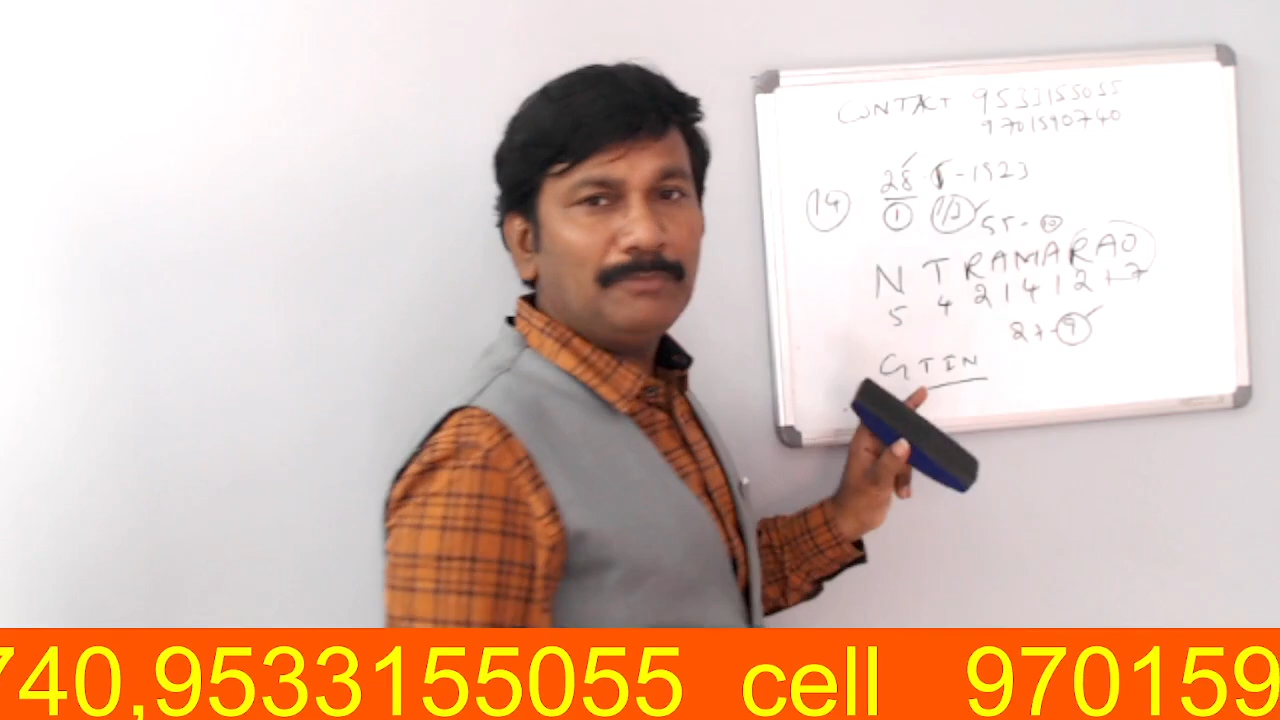 CONTACT 9533155055
9701590740
28-5-1923
19 1 1/2 55-10
N T RAMARAO
5 4 2 1 4 1 2 1 7
27 9
GTIN
740,9533155055 cell 970159